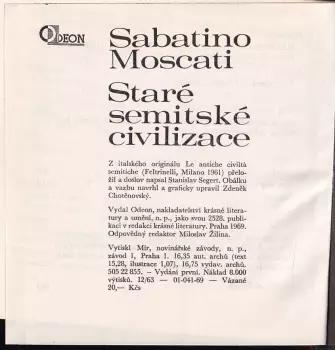 ODEON
Sabatino
Moscati
Staré
semitské
civilizace
Z italského originálu Le antiche civiltà
semitiche (Feltrinelli, Milano 1961) přelo-
žil a doslov napsal Stanislav Segert. Obálku
a vazbu navrhl a graficky upravil Zdeněk
Chotěnovský.
Vydal Odeon, nakladatelství krásné litera-
tury a umění, n. p., jako svou 2528. publi-
kaci v redakci krásné literatury. Praha 1969.
Odpovědný redaktor Miloslav Žilina.
Vytiskl Mír, novinářské závody, n. p.,
závod 1, Praha 1. 16,35 aut. archů (text
15,28, ilustrace 1,07), 16,75 vydav. archů.
505 22 855. – Vydání první. Náklad 8.000
výtisků. 12/63 — 01-041-69 — Vázané
20,— Kčs